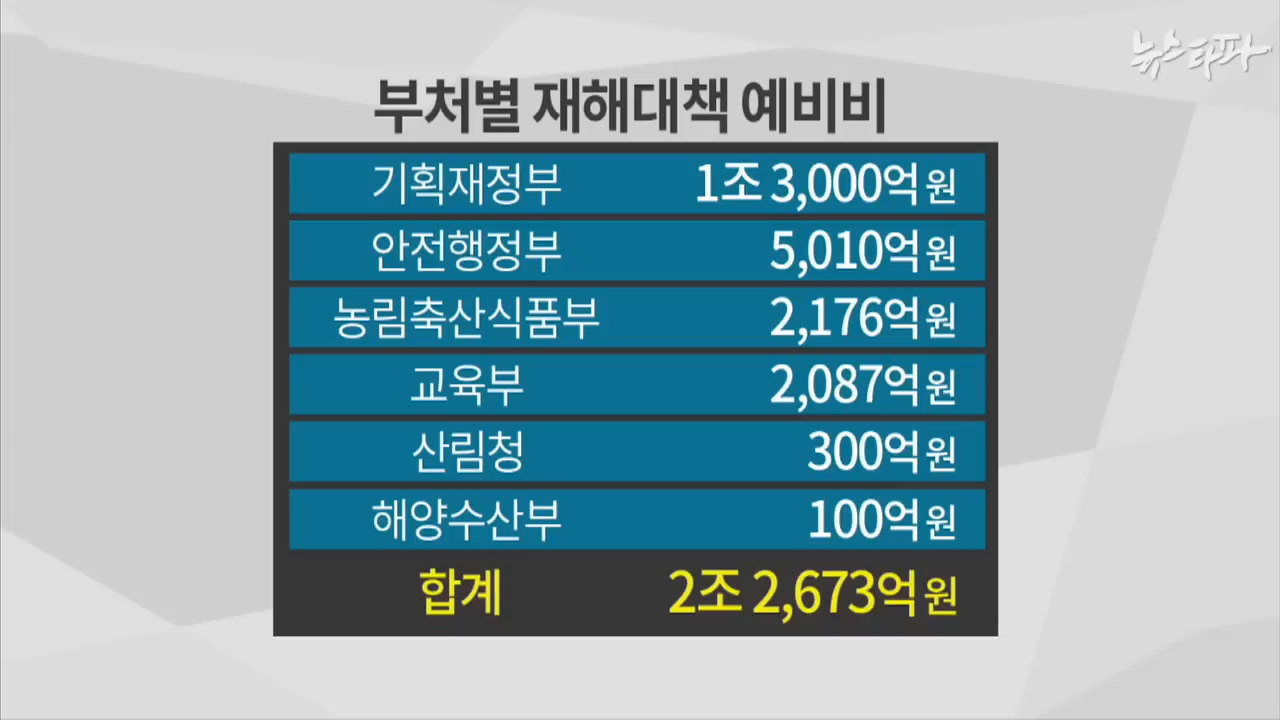 뉴스타파
부처별 재해대책 예비비
기획재정부 1조 3,000억 원
안전행정부 5,010억 원
농림축산식품부 2,176억 원
교육부 2,087억 원
산림청 300억 원
해양수산부 100억 원
합계 2조 2,673억 원